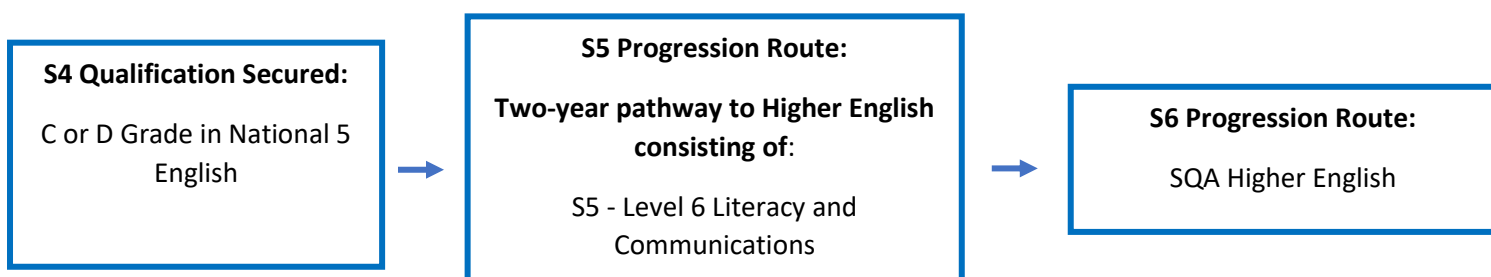 S4 Qualification Secured:
C or D Grade in National 5
English
S5 Progression Route:
Two-year pathway to Higher English
consisting of:
S5 - Level 6 Literacy and
Communications
S6 Progression Route:
SQA Higher English